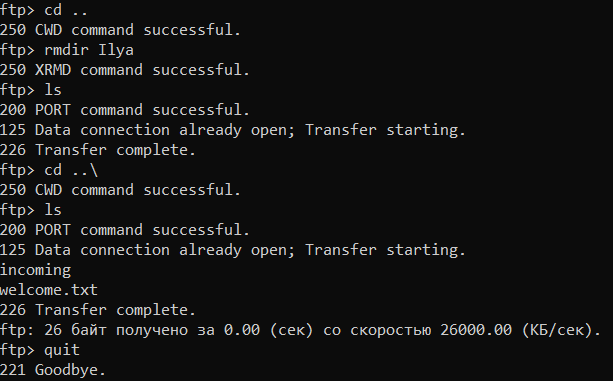 ftp> cd ..
250 CWD command successful.
ftp> rmdir Ilya
250 XRMD command successful.
ftp> ls
200 PORT command successful.
125 Data connection already open; Transfer starting.
226 Transfer complete.
ftp> cd ..\
250 CWD command successful.
ftp> ls
200 PORT command successful.
125 Data connection already open; Transfer starting.
incoming
welcome.txt
226 Transfer complete.
ftp: 26 байт получено за 0.00 (сек) со скоростью 26000.00 (КБ/сек).
ftp> quit
221 Goodbye.